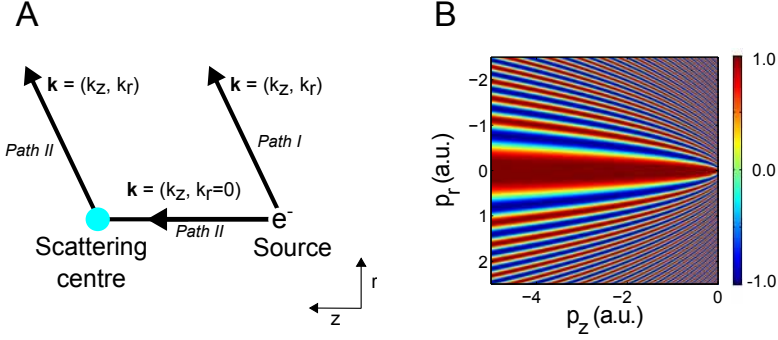 A
k = (kz, kr)
k = (kz, kr)
Path II
Path I
k = (kz, kr=0)
e-
Path II
Scattering
centre
Source
r
z
B
1.0
0.0
-1.0
−2
−1
0
1
2
pr (a.u.)
−4
−2
0
pz (a.u.)